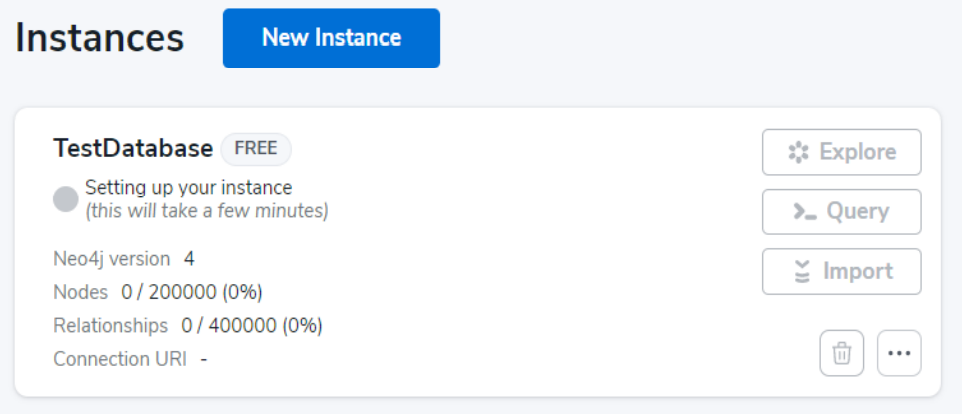 Instances New Instance
TestDatabase FREE
Setting up your instance
(this will take a few minutes)
Neo4j version 4
Nodes 0 / 200000 (0%)
Relationships 0 / 400000 (0%)
Connection URI -
Explore
Query
Import